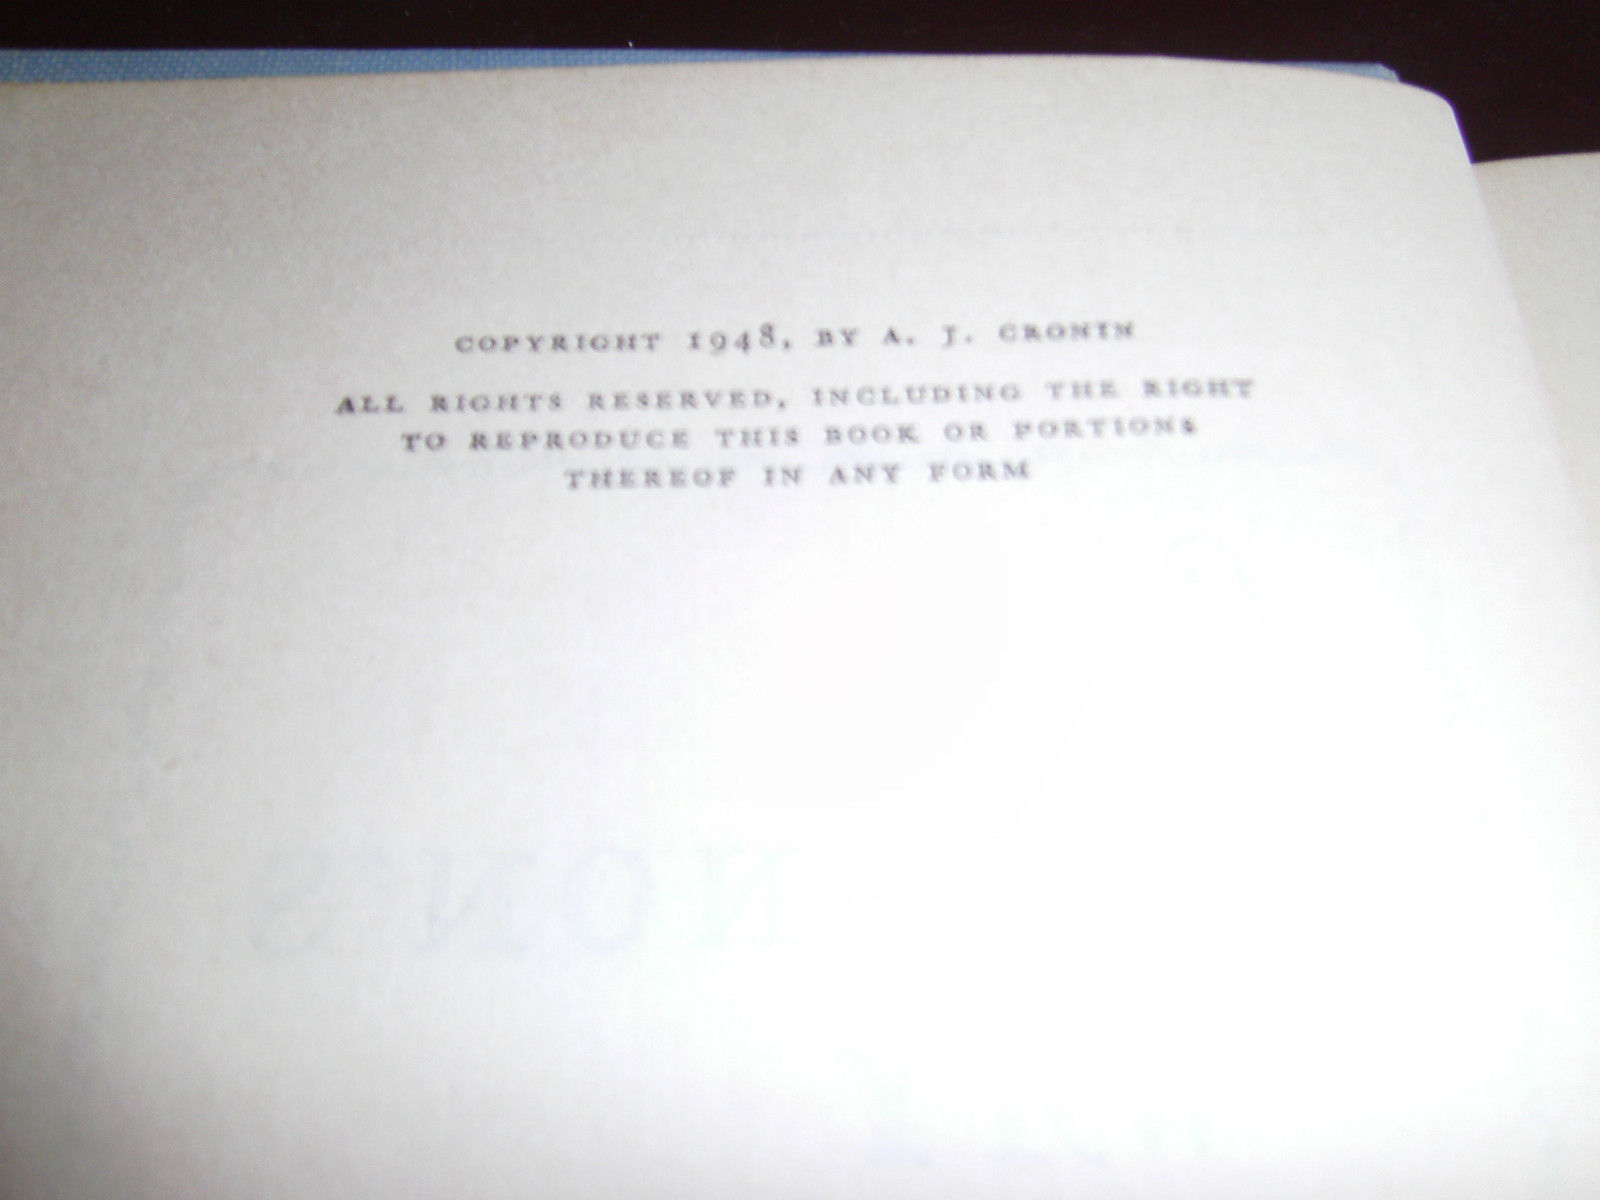 COPYRIGHT 1948, BY A. J. CRONIN
ALL RIGHTS RESERVED, INCLUDING THE RIGHT
TO REPRODUCE THIS BOOK OR PORTIONS
THEREOF IN ANY FORM